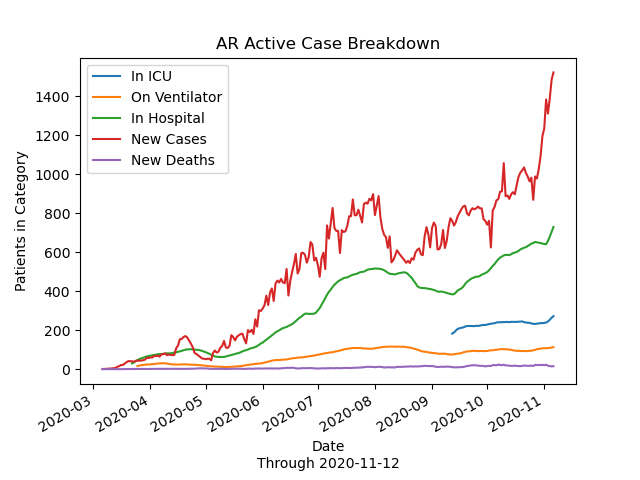 AR Active Case Breakdown
In ICU
On Ventilator
In Hospital
New Cases
New Deaths
Patients in Category
1400
1200
1000
800
600
400
200
0
2020-03
2020-04
2020-05
2020-06
2020-07
2020-08
2020-09
2020-10
2020-11
Date
Through 2020-11-12